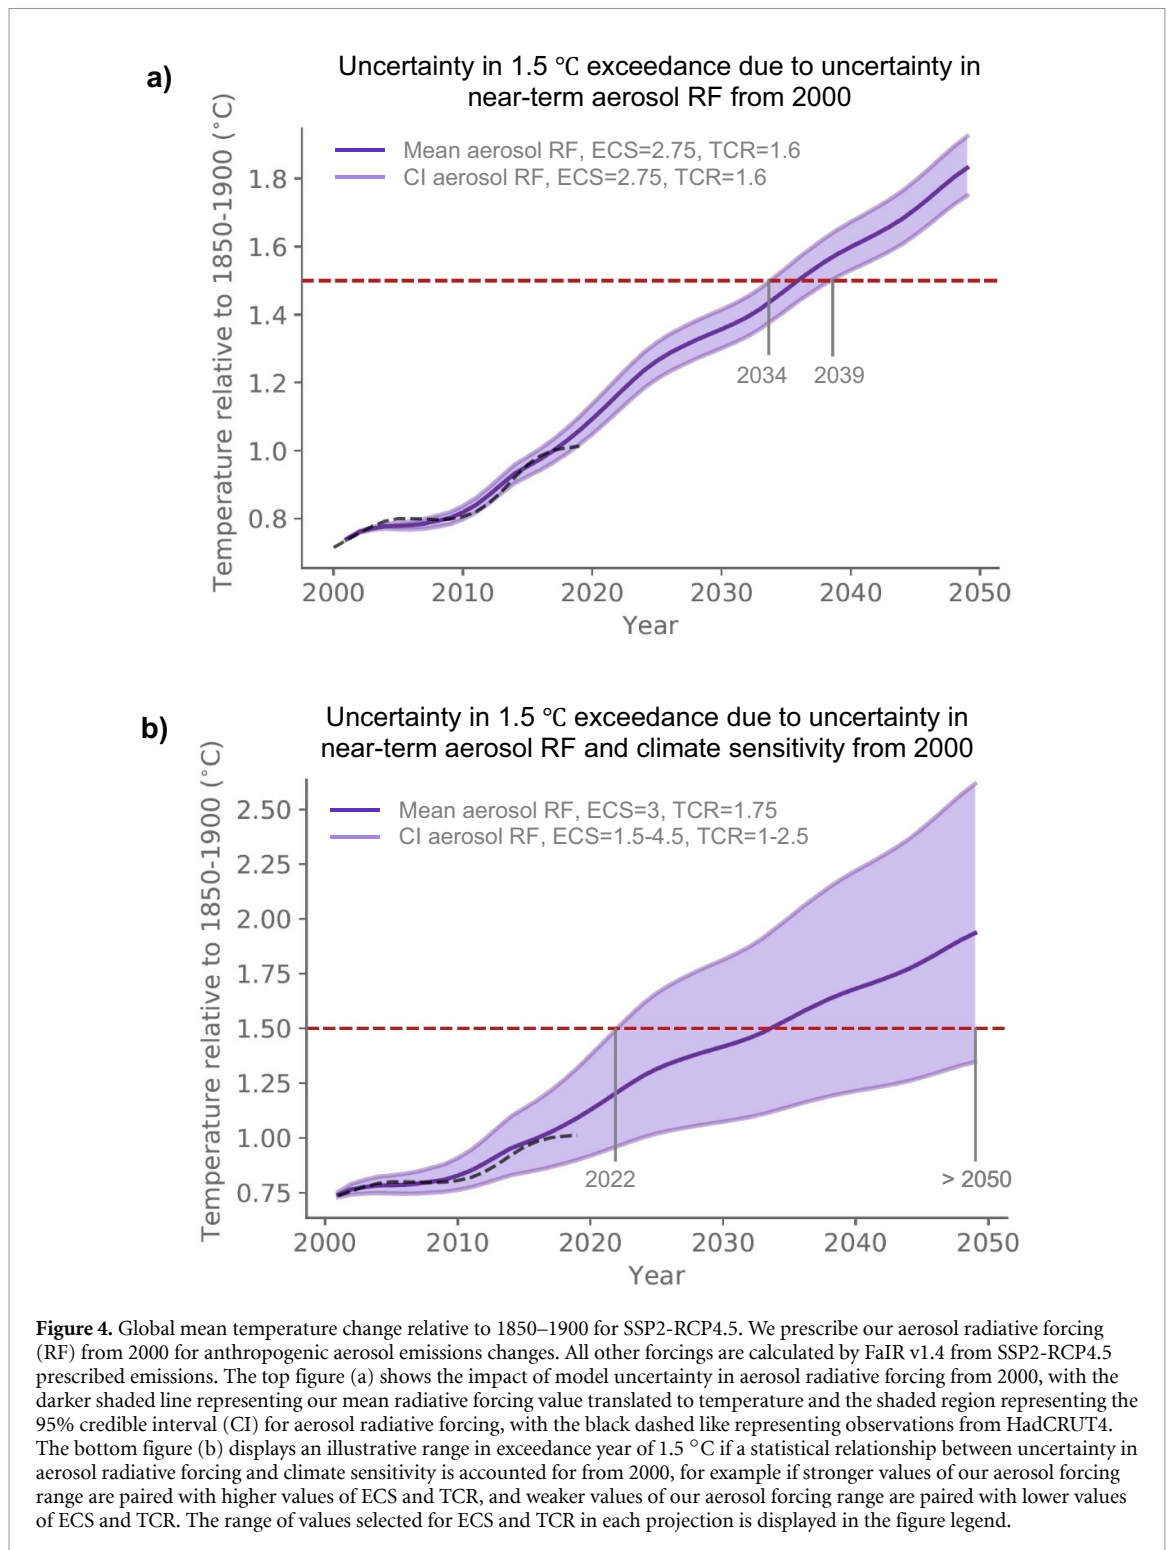 a)
Uncertainty in 1.5 °C exceedance due to uncertainty in
near-term aerosol RF from 2000
Temperature relative to 1850-1900 (°C)
Mean aerosol RF, ECS=2.75, TCR=1.6
CI aerosol RF, ECS=2.75, TCR=1.6
1.8
1.6
1.4
1.2
1.0
0.8
2034 2039
2000 2010 2020 2030 2040 2050
Year
b)
Uncertainty in 1.5 °C exceedance due to uncertainty in
near-term aerosol RF and climate sensitivity from 2000
Temperature relative to 1850-1900 (°C)
Mean aerosol RF, ECS=3, TCR=1.75
CI aerosol RF, ECS=1.5-4.5, TCR=1-2.5
2.50
2.25
2.00
1.75
1.50
1.25
1.00
0.75
2022 > 2050
2000 2010 2020 2030 2040 2050
Year
Figure 4. Global mean temperature change relative to 1850–1900 for SSP2-RCP4.5. We prescribe our aerosol radiative forcing
(RF) from 2000 for anthropogenic aerosol emissions changes. All other forcings are calculated by FaIR v1.4 from SSP2-RCP4.5
prescribed emissions. The top figure (a) shows the impact of model uncertainty in aerosol radiative forcing from 2000, with the
darker shaded line representing our mean radiative forcing value translated to temperature and the shaded region representing the
95% credible interval (CI) for aerosol radiative forcing, with the black dashed like representing observations from HadCRUT4.
The bottom figure (b) displays an illustrative range in exceedance year of 1.5 °C if a statistical relationship between uncertainty in
aerosol radiative forcing and climate sensitivity is accounted for from 2000, for example if stronger values of our aerosol forcing
range are paired with higher values of ECS and TCR, and weaker values of our aerosol forcing range are paired with lower values
of ECS and TCR. The range of values selected for ECS and TCR in each projection is displayed in the figure legend.